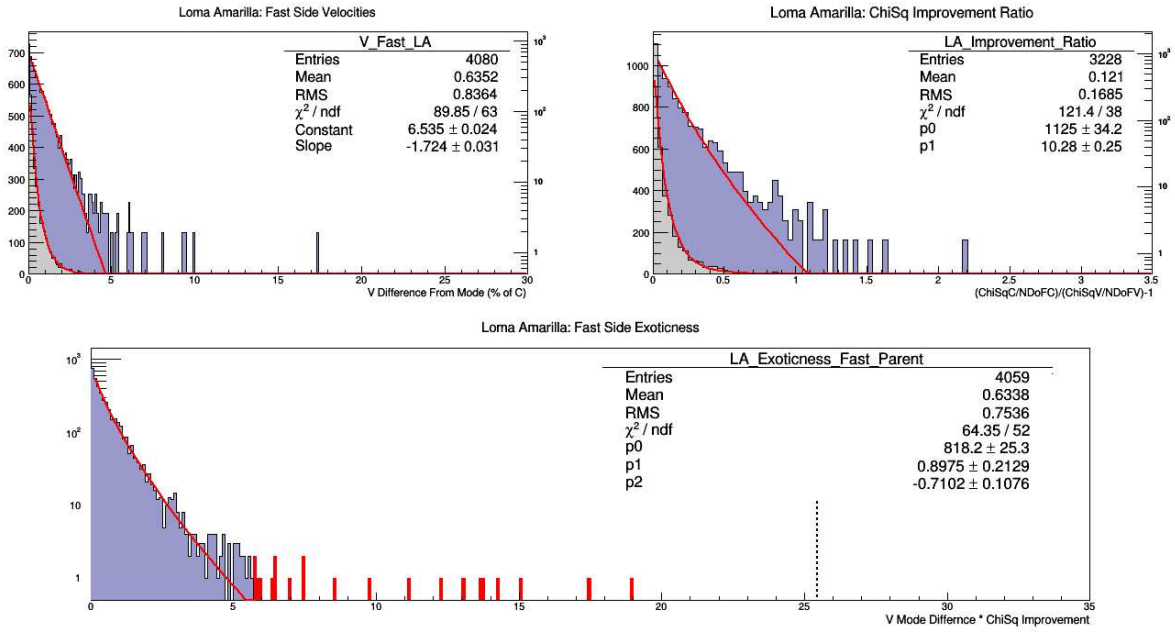 Loma Amarilla: Fast Side Velocities
V_Fast_LA
Entries 4080
Mean 0.6352
RMS 0.8364
χ² / ndf 89.85 / 63
Constant 6.535 ± 0.024
Slope -1.724 ± 0.031
700
600
500
400
300
200
100
0
10³
10²
10
1
0 5 10 15 20 25 30
V Difference From Mode (% of C)
Loma Amarilla: ChiSq Improvement Ratio
LA_Improvement_Ratio
Entries 3228
Mean 0.121
RMS 0.1685
χ² / ndf 121.4 / 38
p0 1125 ± 34.2
p1 10.28 ± 0.25
1000
800
600
400
200
0
10³
10²
10
1
0 0.5 1 1.5 2 2.5 3 3.5
(ChiSqC/NDoFC)/(ChiSqV/NDoFV)-1
Loma Amarilla: Fast Side Exoticness
LA_Exoticness_Fast_Parent
Entries 4059
Mean 0.6338
RMS 0.7536
χ² / ndf 64.35 / 52
p0 818.2 ± 25.3
p1 0.8975 ± 0.2129
p2 -0.7102 ± 0.1076
10³
10²
10
1
0 5 10 15 20 25 30 35
V Mode Differnce * ChiSq Improvement